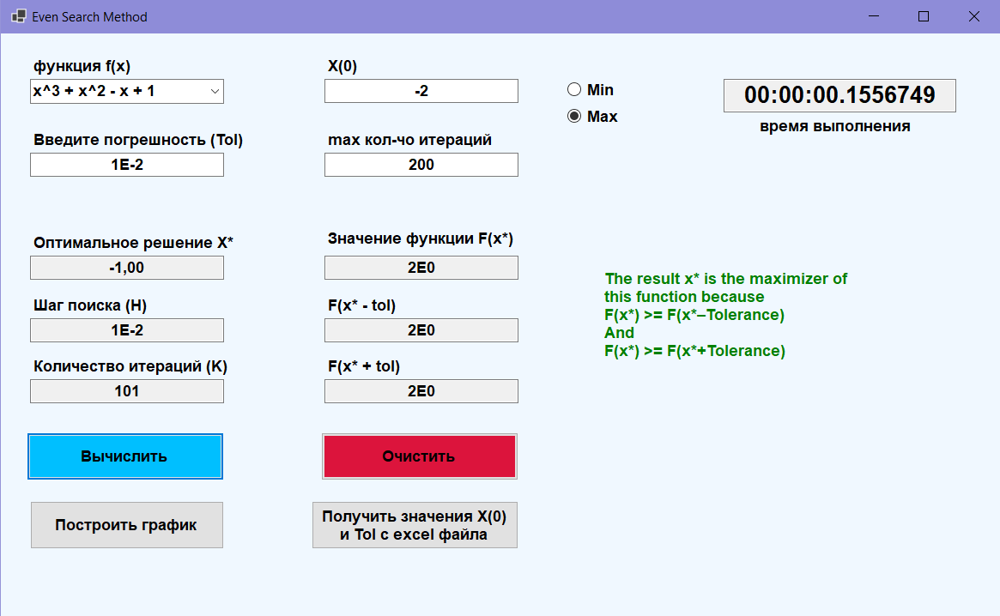 Even Search Method
функция f(x)
x^3 + x^2 - x + 1
X(0)
-2
Min
Max
00:00:00.1556749
время выполнения
Введите погрешность (Tol)
1E-2
max кол-чо итераций
200
Оптимальное решение X*
-1,00
Значение функции F(x*)
2E0
Шаг поиска (H)
1E-2
F(x* - tol)
2E0
Количество итераций (K)
101
F(x* + tol)
2E0
The result x* is the maximizer of
this function because
F(x*) >= F(x*–Tolerance)
And
F(x*) >= F(x*+Tolerance)
Вычислить
Очистить
Построить график
Получить значения X(0)
и Tol с excel файла